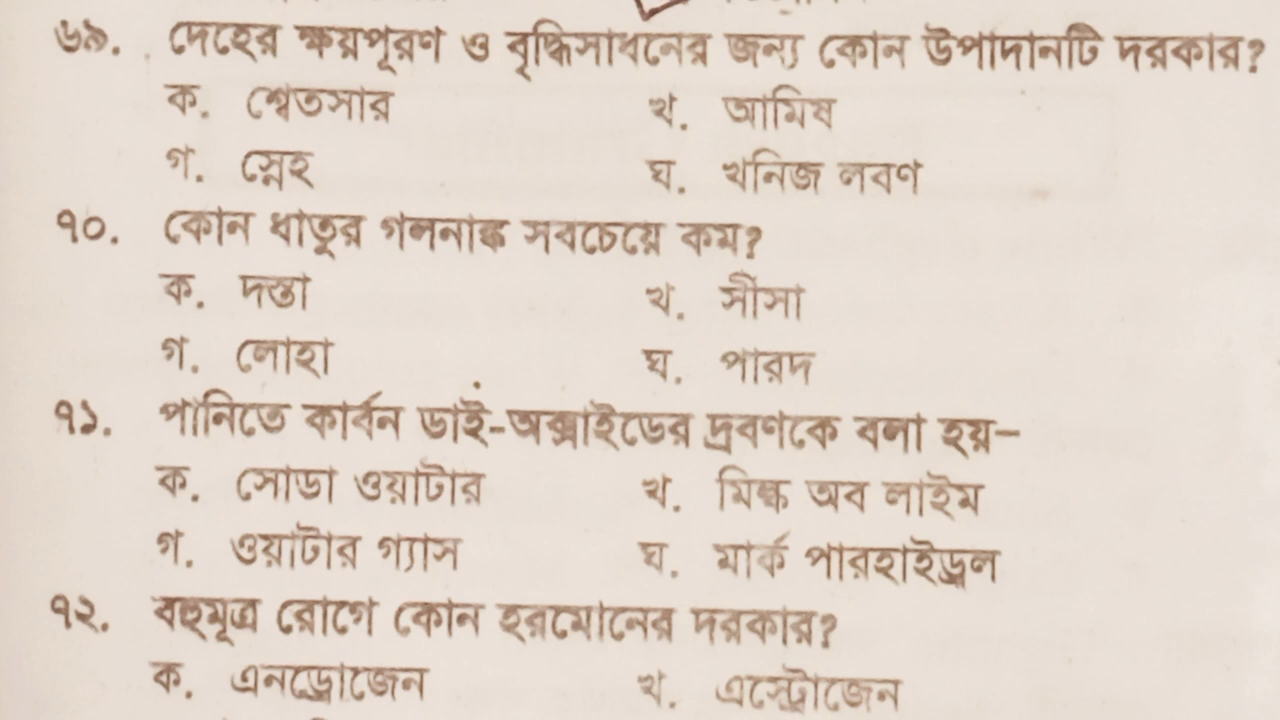 ৬৯. দেহের ক্ষয়পূরণ ও বৃদ্ধিসাধনের জন্য কোন উপাদানটি দরকার?
ক. শ্বেতসার খ. আমিষ
গ. স্নেহ ঘ. খনিজ লবণ
৭০. কোন ধাতুর গলনাঙ্ক সবচেয়ে কম?
ক. দস্তা খ. সীসা
গ. লোহা ঘ. পারদ
৭১. পানিতে কার্বন ডাই-অক্সাইডের দ্রবণকে বলা হয়–
ক. সোডা ওয়াটার খ. মিল্ক অব লাইম
গ. ওয়াটার গ্যাস ঘ. মার্ক পারহাইড্রল
৭২. বহুমূত্র রোগে কোন হরমোনের দরকার?
ক. এনড্রোজেন খ. এস্ট্রোজেন